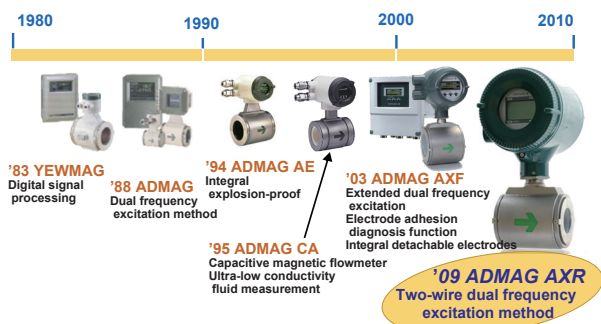 1980
1990
2000
2010
'83 YEWMAG
Digital signal
processing
'88 ADMAG
Dual frequency
excitation method
'94 ADMAG AE
Integral
explosion-proof
'95 ADMAG CA
Capacitive magnetic flowmeter
Ultra-low conductivity
fluid measurement
'03 ADMAG AXF
Extended dual frequency
excitation
Electrode adhesion
diagnosis function
Integral detachable electrodes
'09 ADMAG AXR
Two-wire dual frequency
excitation method